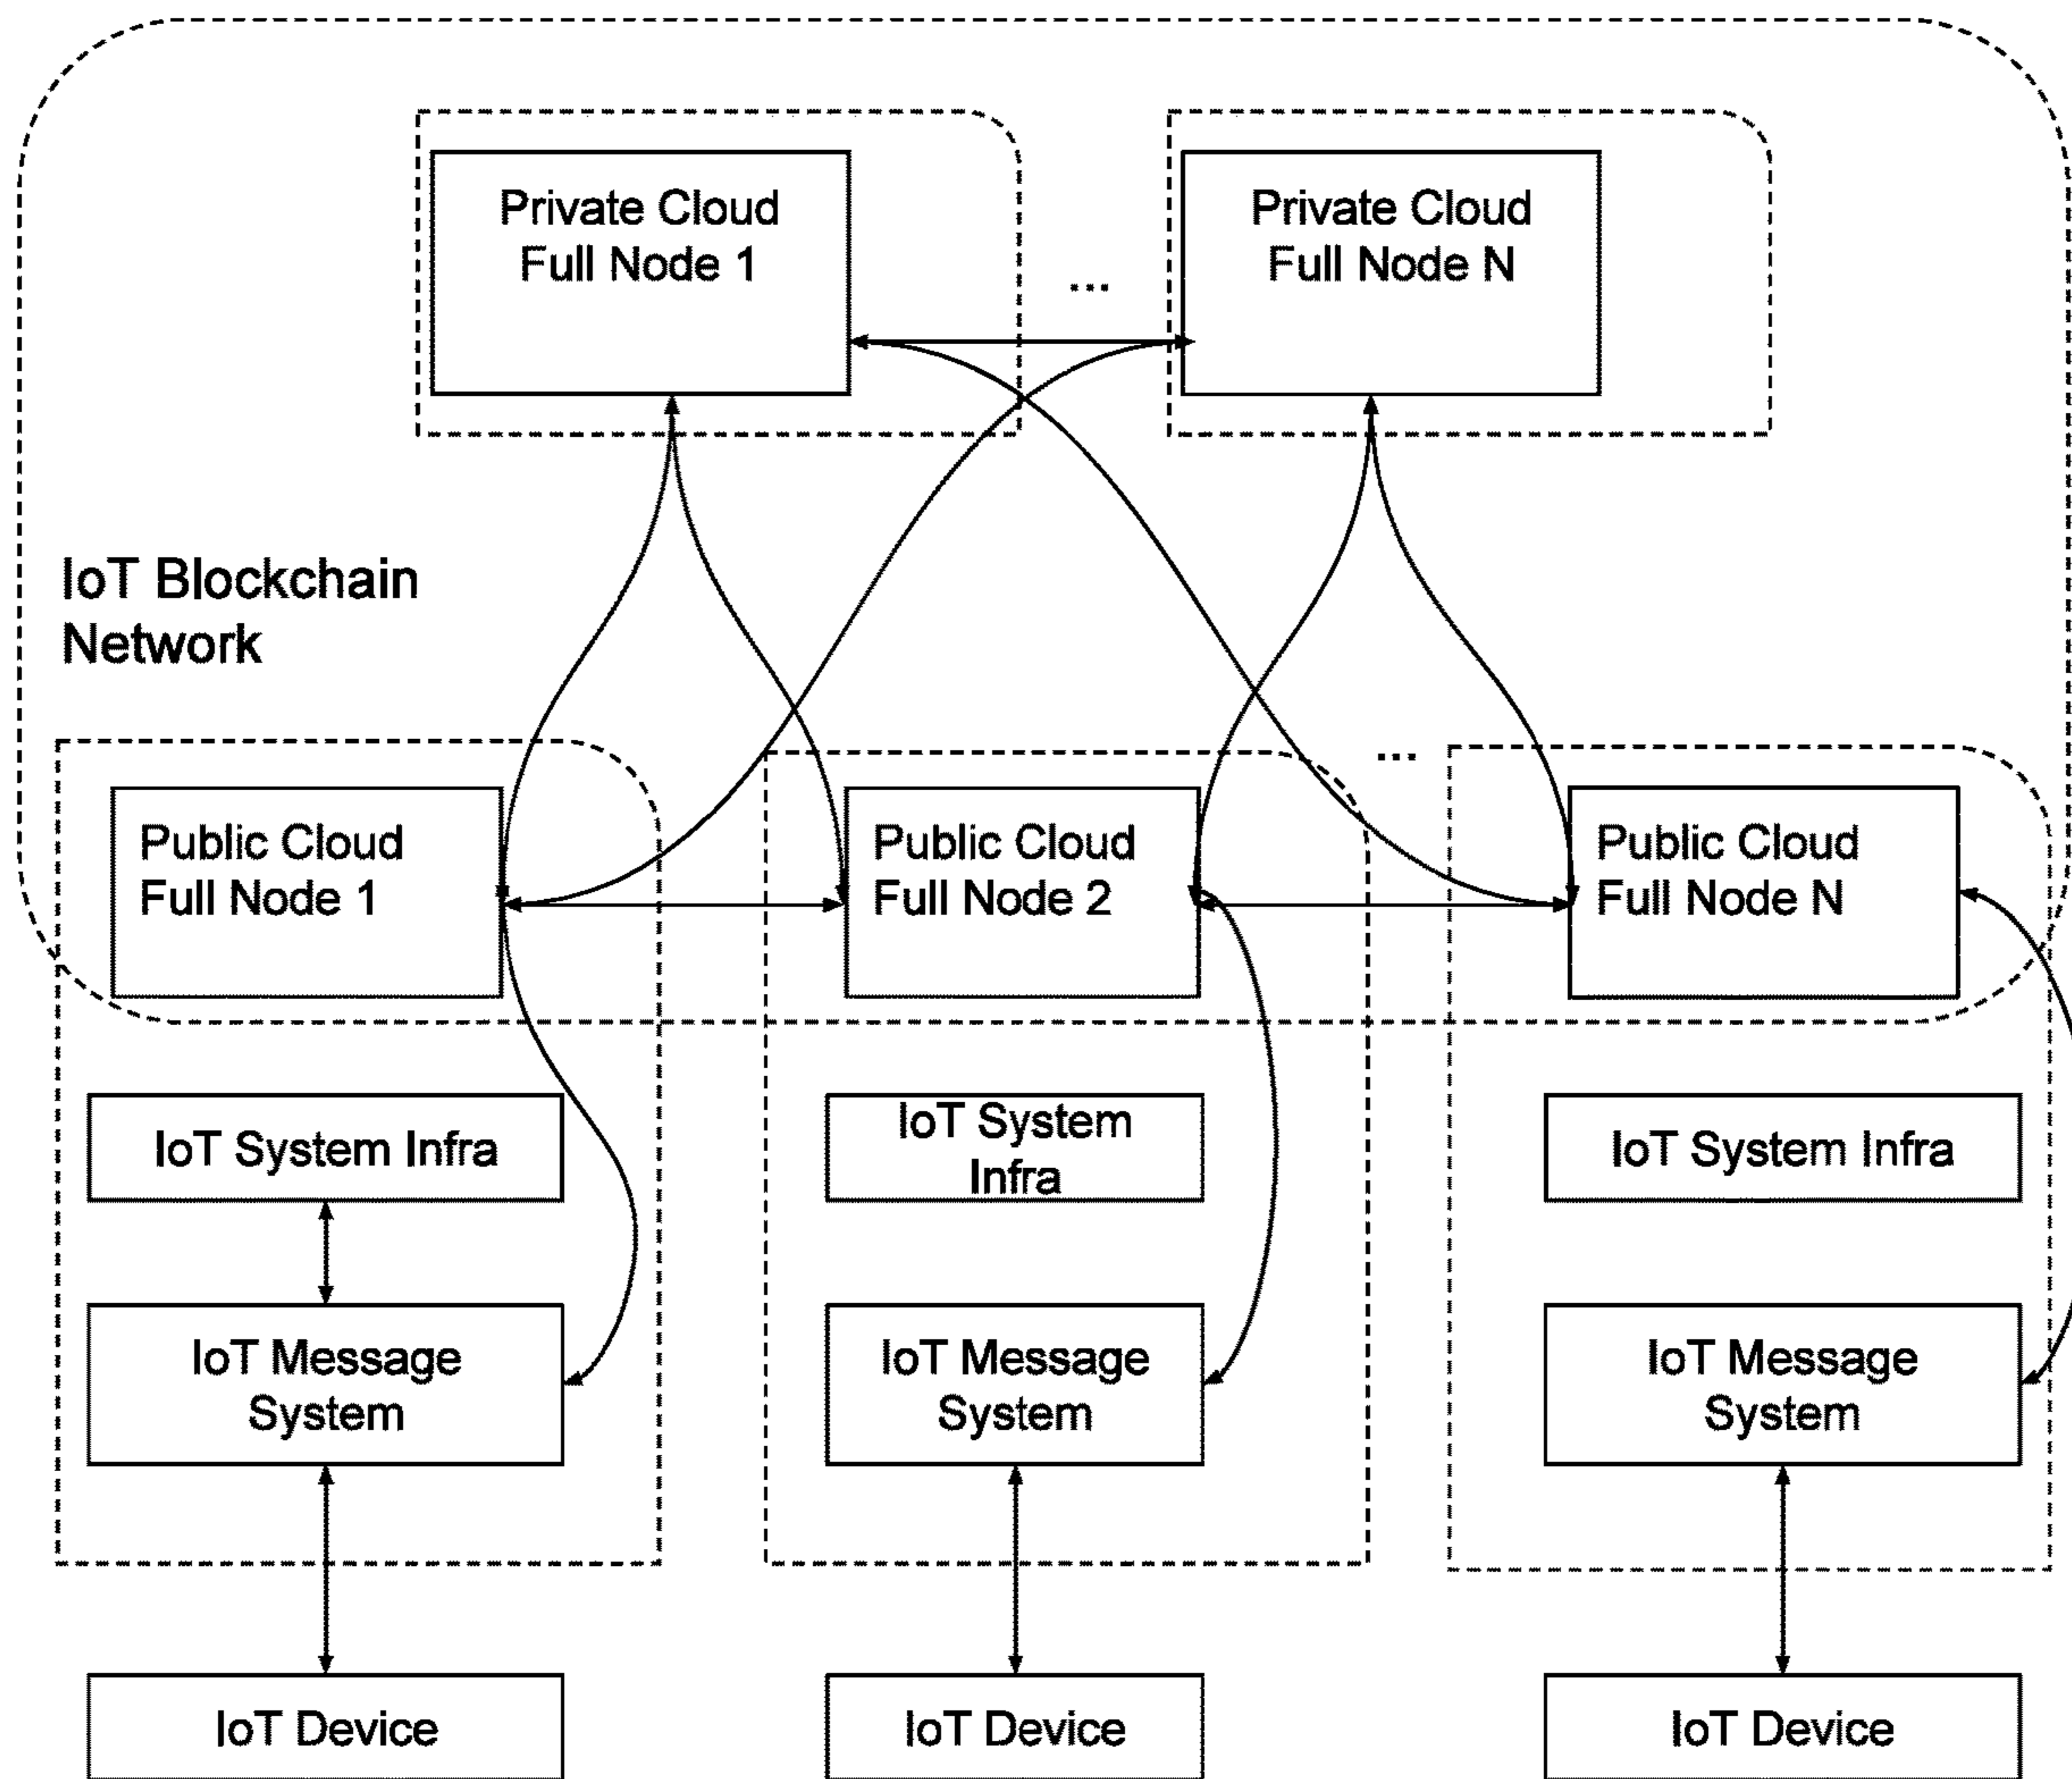 Private Cloud
Full Node 1
...
Private Cloud
Full Node N
IoT Blockchain
Network
...
Public Cloud
Full Node 1
Public Cloud
Full Node 2
Public Cloud
Full Node N
IoT System Infra
IoT System
Infra
IoT System Infra
IoT Message
System
IoT Message
System
IoT Message
System
IoT Device
IoT Device
IoT Device